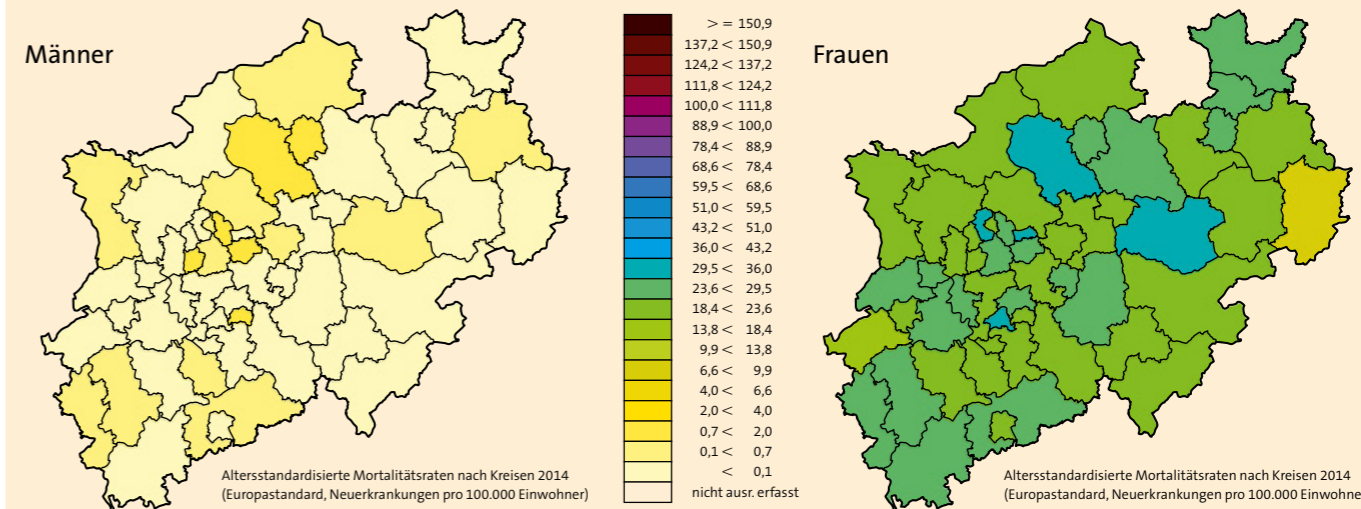 Männer
>= 150,9
137,2 < 150,9
124,2 < 137,2
111,8 < 124,2
100,0 < 111,8
88,9 < 100,0
78,4 < 88,9
68,6 < 78,4
59,5 < 68,6
51,0 < 59,5
43,2 < 51,0
36,0 < 43,2
29,5 < 36,0
23,6 < 29,5
18,4 < 23,6
13,8 < 18,4
9,9 < 13,8
6,6 < 9,9
4,0 < 6,6
2,0 < 4,0
0,7 < 2,0
0,1 < 0,7
< 0,1
nicht ausr. erfasst
Altersstandardisierte Mortalitätsraten nach Kreisen 2014
(Europastandard, Neuerkrankungen pro 100.000 Einwohner)
Frauen
Altersstandardisierte Mortalitätsraten nach Kreisen 2014
(Europastandard, Neuerkrankungen pro 100.000 Einwohne